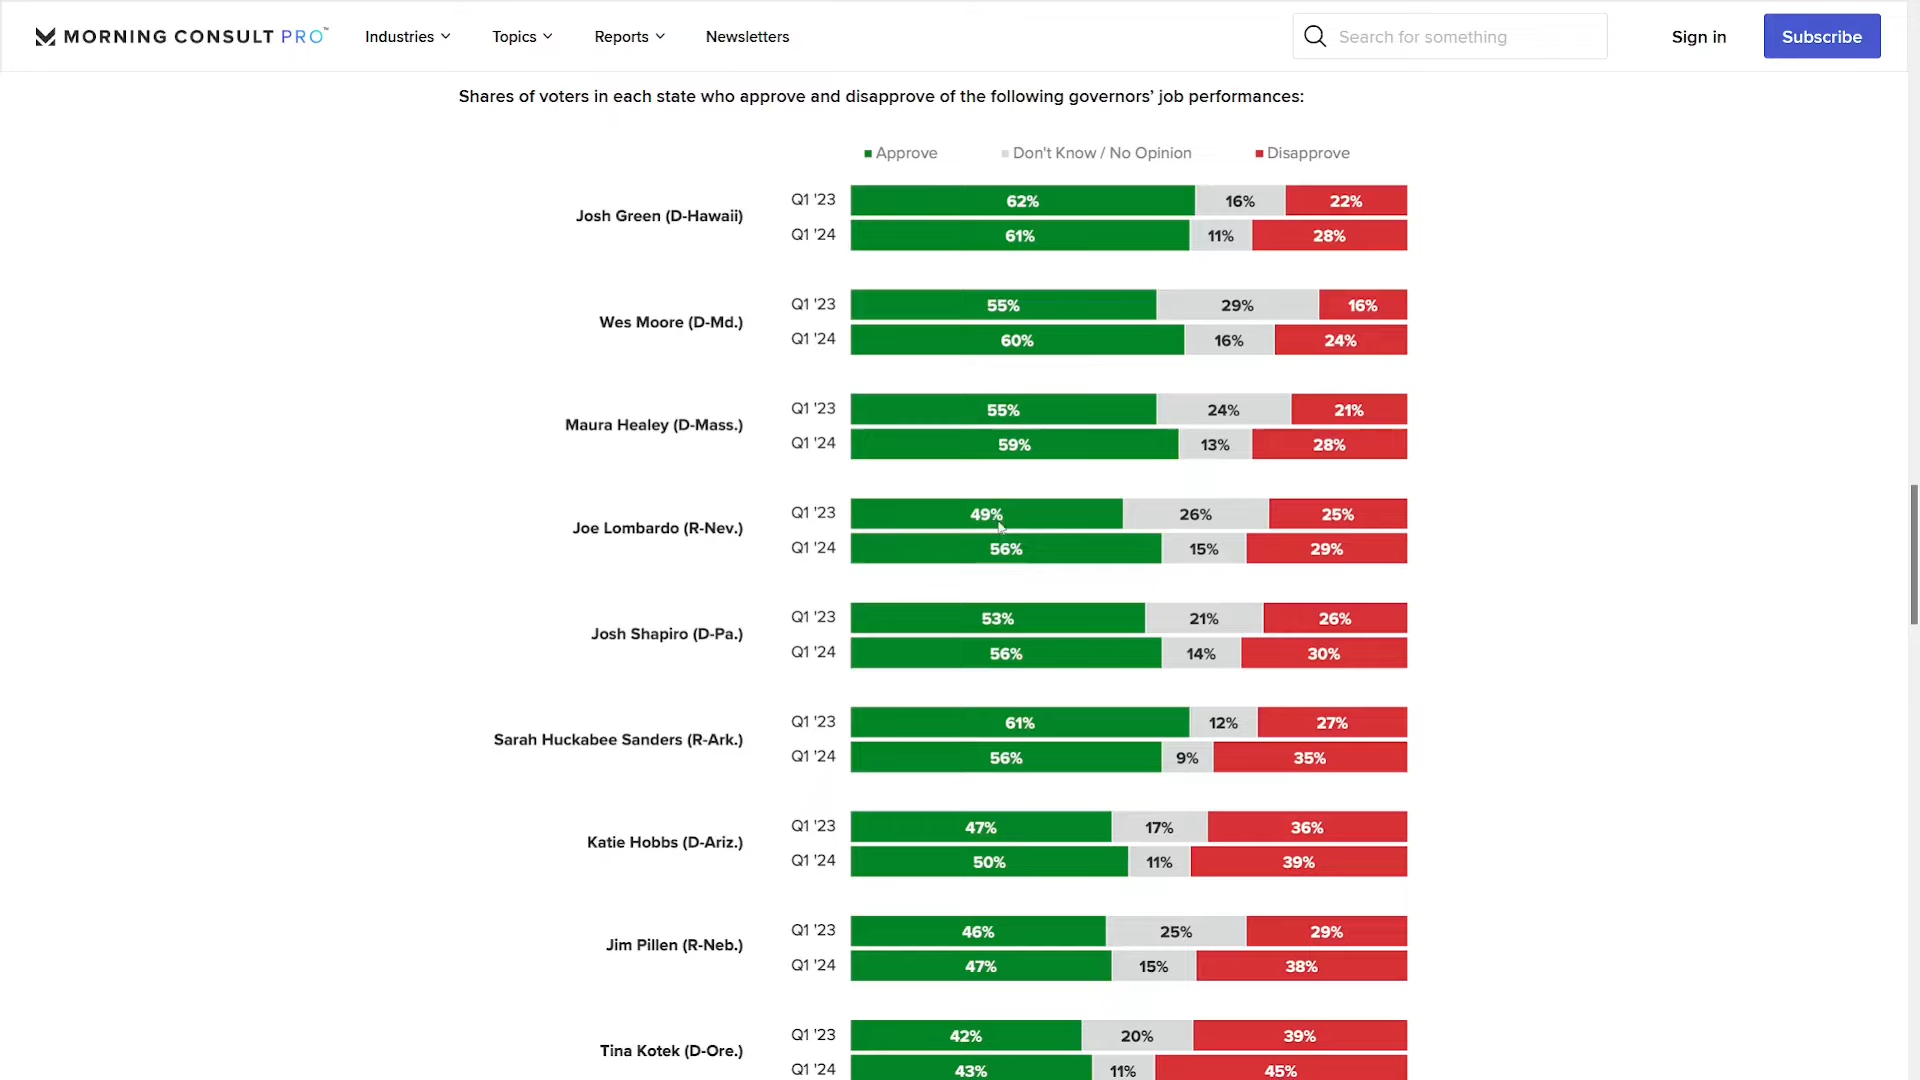 MORNING CONSULT PRO™ Industries Topics Reports Newsletters Search for something Sign in Subscribe
Shares of voters in each state who approve and disapprove of the following governors’ job performances:
Approve Don't Know / No Opinion Disapprove
Josh Green (D-Hawaii)
Q1 '23 62% 16% 22%
Q1 '24 61% 11% 28%
Wes Moore (D-Md.)
Q1 '23 55% 29% 16%
Q1 '24 60% 16% 24%
Maura Healey (D-Mass.)
Q1 '23 55% 24% 21%
Q1 '24 59% 13% 28%
Joe Lombardo (R-Nev.)
Q1 '23 49% 26% 25%
Q1 '24 56% 15% 29%
Josh Shapiro (D-Pa.)
Q1 '23 53% 21% 26%
Q1 '24 56% 14% 30%
Sarah Huckabee Sanders (R-Ark.)
Q1 '23 61% 12% 27%
Q1 '24 56% 9% 35%
Katie Hobbs (D-Ariz.)
Q1 '23 47% 17% 36%
Q1 '24 50% 11% 39%
Jim Pillen (R-Neb.)
Q1 '23 46% 25% 29%
Q1 '24 47% 15% 38%
Tina Kotek (D-Ore.)
Q1 '23 42% 20% 39%
Q1 '24 43% 11% 45%